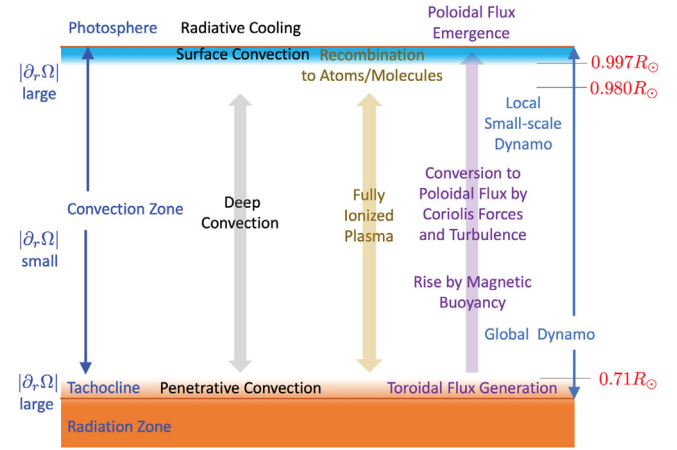 Photosphere
Radiative Cooling
Poloidal Flux
Emergence
Surface Convection
Recombination
to Atoms/Molecules
0.997R☉
0.980R☉
|∂ᵣΩ|
large
Local
Small-scale
Dynamo
Convection Zone
Deep
Convection
Fully
Ionized
Plasma
Conversion to
Poloidal Flux by
Coriolis Forces
and Turbulence
|∂ᵣΩ|
small
Rise by Magnetic
Buoyancy
Global Dynamo
|∂ᵣΩ|
large
Tachocline
Penetrative Convection
Toroidal Flux Generation
0.71R☉
Radiation Zone